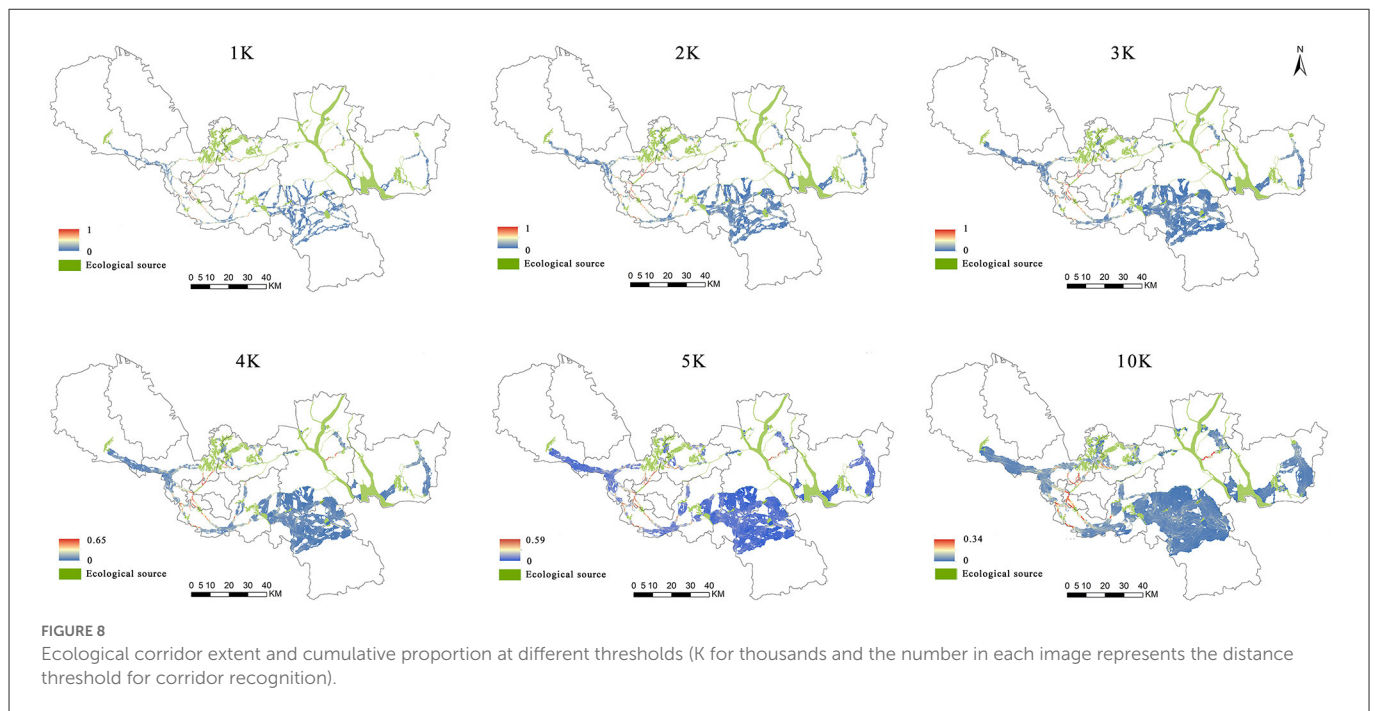 1K
2K
3K
N
1
0
Ecological source
0 5 10 20 30 40
KM
1
0
Ecological source
0 5 10 20 30 40
KM
1
0
Ecological source
0 5 10 20 30 40
KM
4K
5K
10K
0.65
0
Ecological source
0 5 10 20 30 40
KM
0.59
0
Ecological source
0 5 10 20 30 40
KM
0.34
0
Ecological source
0 5 10 20 30 40
KM
FIGURE 8
Ecological corridor extent and cumulative proportion at different thresholds (K for thousands and the number in each image represents the distance
threshold for corridor recognition).